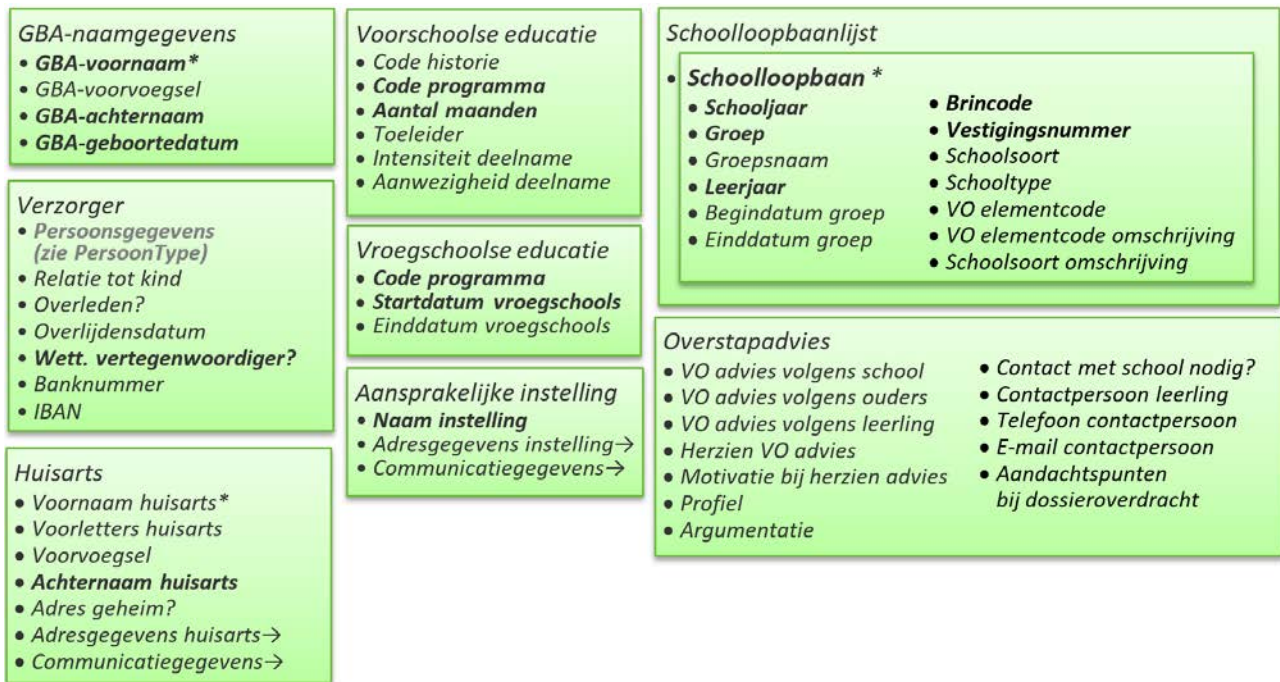 GBA-naamgegevens
• GBA-voornaam*
• GBA-voorvoegsel
• GBA-achternaam
• GBA-geboortedatum
Verzorger
• Persoonsgegevens
(zie PersoonType)
• Relatie tot kind
• Overleden?
• Overlijdensdatum
• Wett. vertegenwoordiger?
• Banknummer
• IBAN
Huisarts
• Voornaam huisarts*
• Voorletters huisarts
• Voorvoegsel
• Achternaam huisarts
• Adres geheim?
• Adresgegevens huisarts→
• Communicatiegegevens→
Voorschoolse educatie
• Code historie
• Code programma
• Aantal maanden
• Toeleider
• Intensiteit deelname
• Aanwezigheid deelname
Vroegschoolse educatie
• Code programma
• Startdatum vroegschools
• Einddatum vroegschools
Aansprakelijke instelling
• Naam instelling
• Adresgegevens instelling→
• Communicatiegegevens→
Schoolloopbaanlijst
• Schoolloopbaan *
• Schooljaar
• Groep
• Groepsnaam
• Leerjaar
• Begindatum groep
• Einddatum groep
• Brincode
• Vestigingsnummer
• Schoolsoort
• Schooltype
• VO elementcode
• VO elementcode omschrijving
• Schoolsoort omschrijving
Overstapadvies
• VO advies volgens school
• VO advies volgens ouders
• VO advies volgens leerling
• Herzien VO advies
• Motivatie bij herzien advies
• Profiel
• Argumentatie
• Contact met school nodig?
• Contactpersoon leerling
• Telefoon contactpersoon
• E-mail contactpersoon
• Aandachtspunten
bij dossieroverdracht